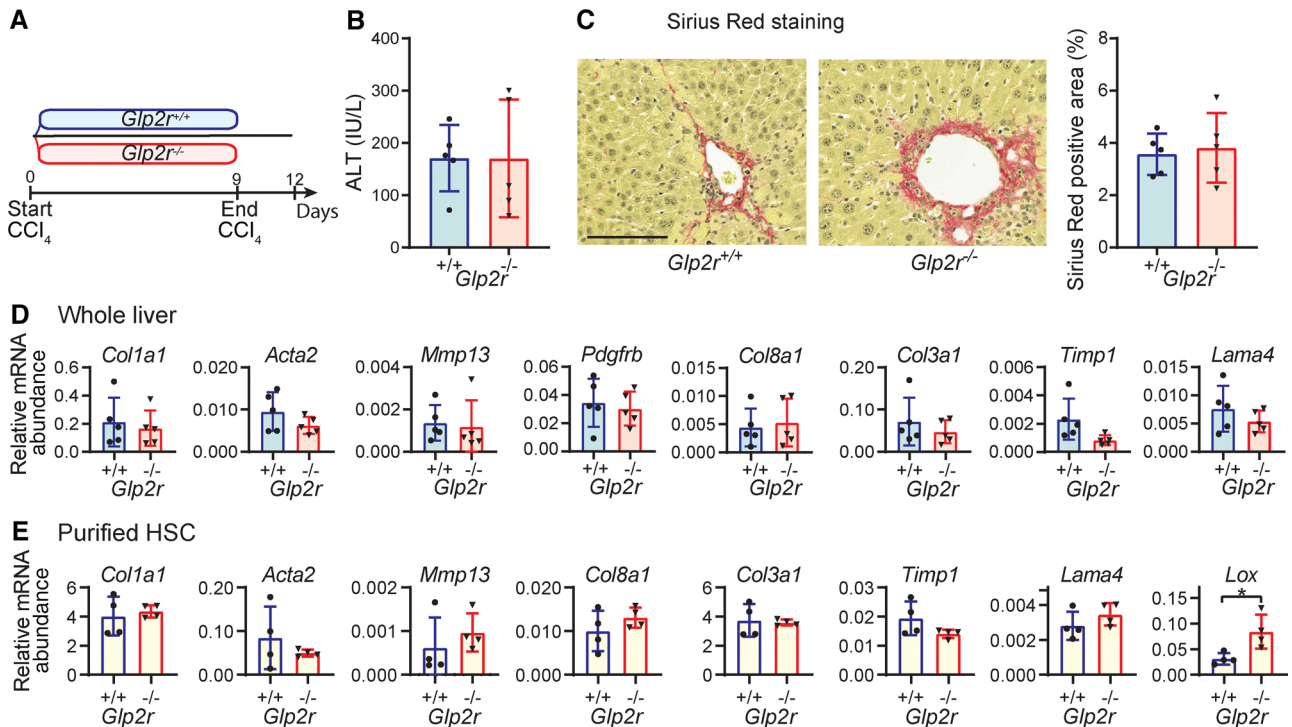 A
Glp2r+/+
Glp2r-/-
0
9
12
Start
CCl4
End
CCl4
Days
B
ALT (IU/L)
400
300
200
100
0
+/+
-/-
Glp2r
C
Sirius Red staining
Glp2r+/+
Glp2r-/-
Sirius Red positive area (%)
8
6
4
2
0
+/+
-/-
Glp2r
D
Whole liver
Relative mRNA
abundance
Col1a1
0.6
0.4
0.2
0.0
+/+ -/-
Glp2r
Acta2
0.020
0.010
0.000
+/+ -/-
Glp2r
Mmp13
0.004
0.002
0.000
+/+ -/-
Glp2r
Pdgfrb
0.06
0.04
0.02
0.00
+/+ -/-
Glp2r
Col8a1
0.015
0.010
0.005
0.000
+/+ -/-
Glp2r
Col3a1
0.20
0.10
0.00
+/+ -/-
Glp2r
Timp1
0.006
0.004
0.002
0.000
+/+ -/-
Glp2r
Lama4
0.015
0.010
0.005
0.000
+/+ -/-
Glp2r
E
Purified HSC
Relative mRNA
abundance
Col1a1
6
4
2
0
+/+ -/-
Glp2r
Acta2
0.20
0.10
0.00
+/+ -/-
Glp2r
Mmp13
0.002
0.001
0.000
+/+ -/-
Glp2r
Col8a1
0.020
0.010
0.000
+/+ -/-
Glp2r
Col3a1
6
4
2
0
+/+ -/-
Glp2r
Timp1
0.03
0.02
0.01
0.00
+/+ -/-
Glp2r
Lama4
0.004
0.002
0.000
+/+ -/-
Glp2r
Lox
*
0.15
0.10
0.05
0.00
+/+ -/-
Glp2r